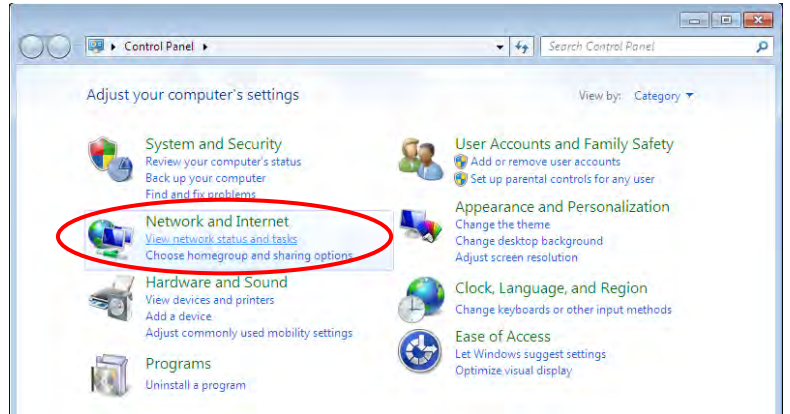 Control Panel
Search Control Panel
Adjust your computer's settings
View by: Category
System and Security
Review your computer's status
Back up your computer
Find and fix problems
Network and Internet
View network status and tasks
Choose homegroup and sharing options
Hardware and Sound
View devices and printers
Add a device
Adjust commonly used mobility settings
Programs
Uninstall a program
User Accounts and Family Safety
Add or remove user accounts
Set up parental controls for any user
Appearance and Personalization
Change the theme
Change desktop background
Adjust screen resolution
Clock, Language, and Region
Change keyboards or other input methods
Ease of Access
Let Windows suggest settings
Optimize visual display